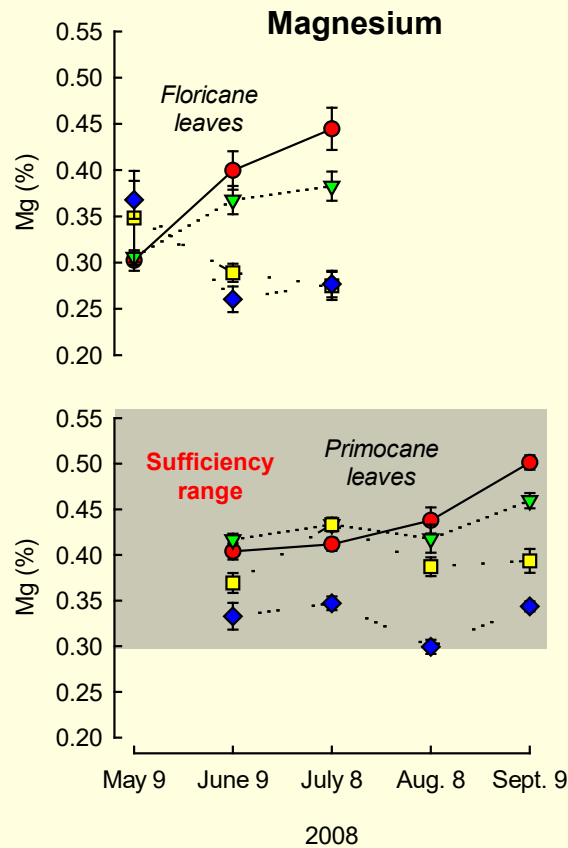 Magnesium
0.55
0.50
0.45
0.40
0.35
0.30
0.25
0.20
Mg (%)
Floricane
leaves
0.55
0.50
0.45
0.40
0.35
0.30
0.25
0.20
Mg (%)
Sufficiency
range
Primocane
leaves
May 9 June 9 July 8 Aug. 8 Sept. 9
2008